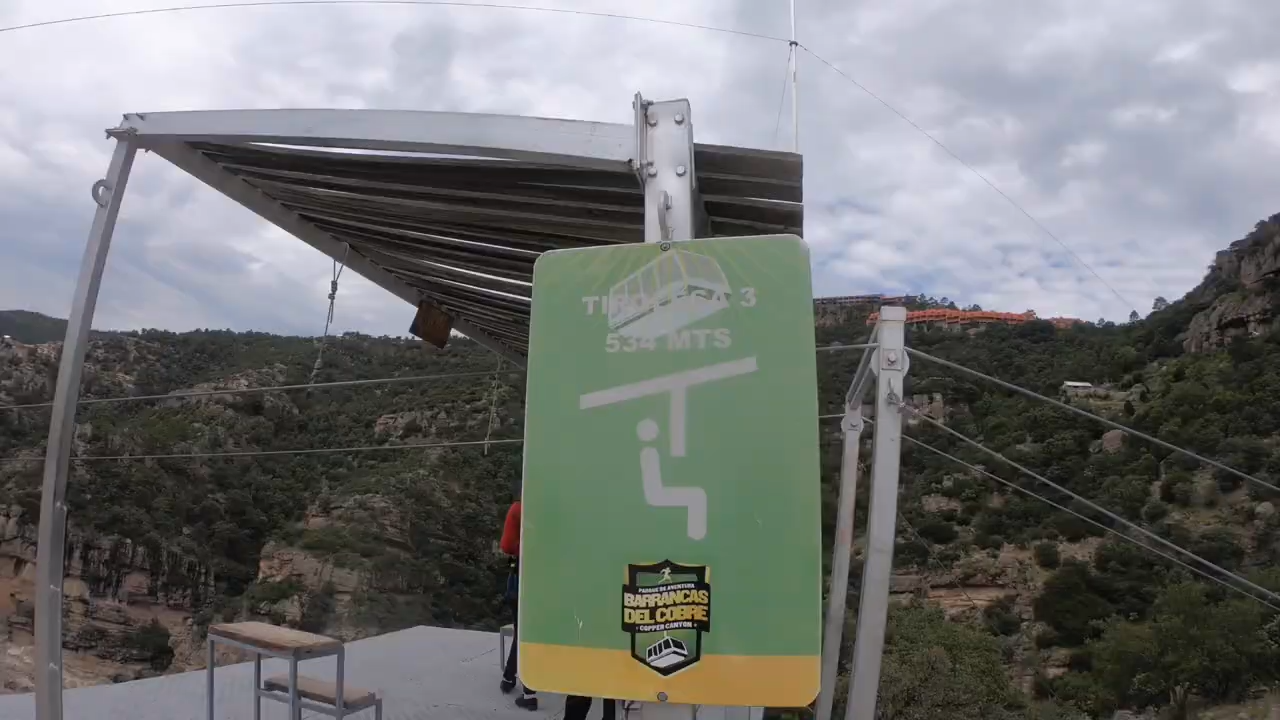 TIROLESA 3
534 MTS
PARQUE DE AVENTURA
BARRANCAS
DEL COBRE
• COPPER CANYON •